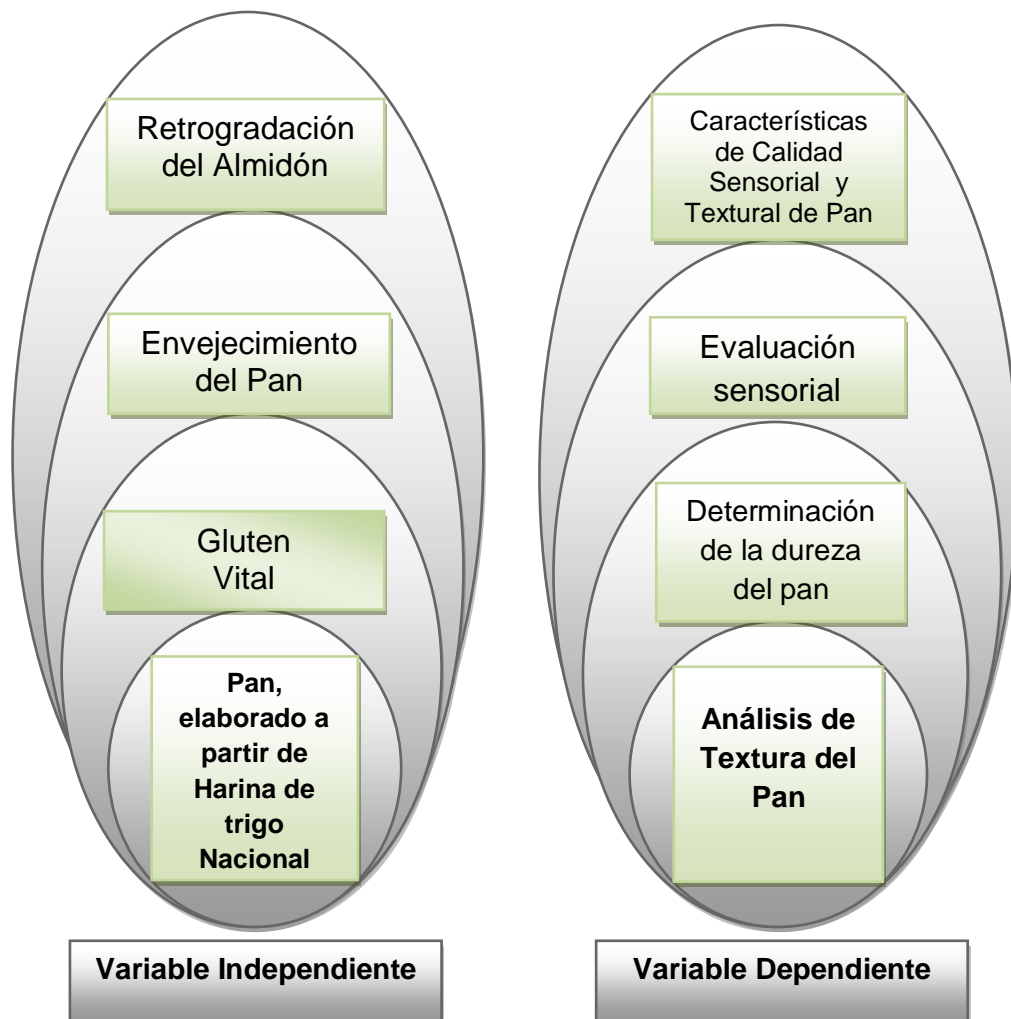 Retrogradación
del Almidón
Envejecimiento
del Pan
Gluten
Vital
Pan,
elaborado a
partir de
Harina de
trigo
Nacional
Variable Independiente
Características
de Calidad
Sensorial y
Textural de Pan
Evaluación
sensorial
Determinación
de la dureza
del pan
Análisis de
Textura del
Pan
Variable Dependiente